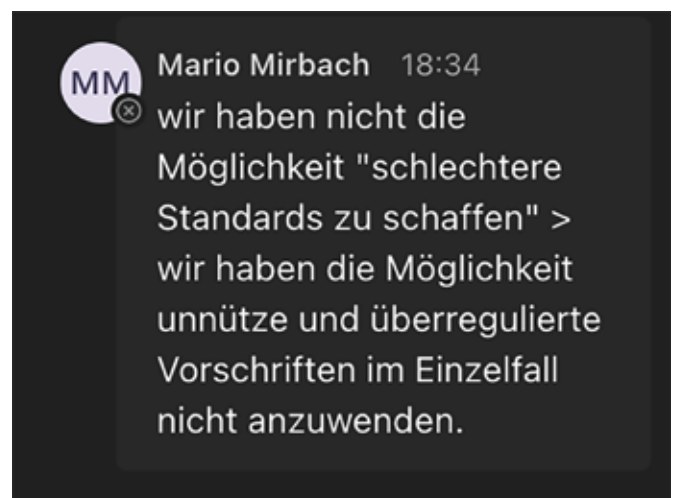 MM
Mario Mirbach 18:34
wir haben nicht die
Möglichkeit "schlechtere
Standards zu schaffen" >
wir haben die Möglichkeit
unnütze und überregulierte
Vorschriften im Einzelfall
nicht anzuwenden.